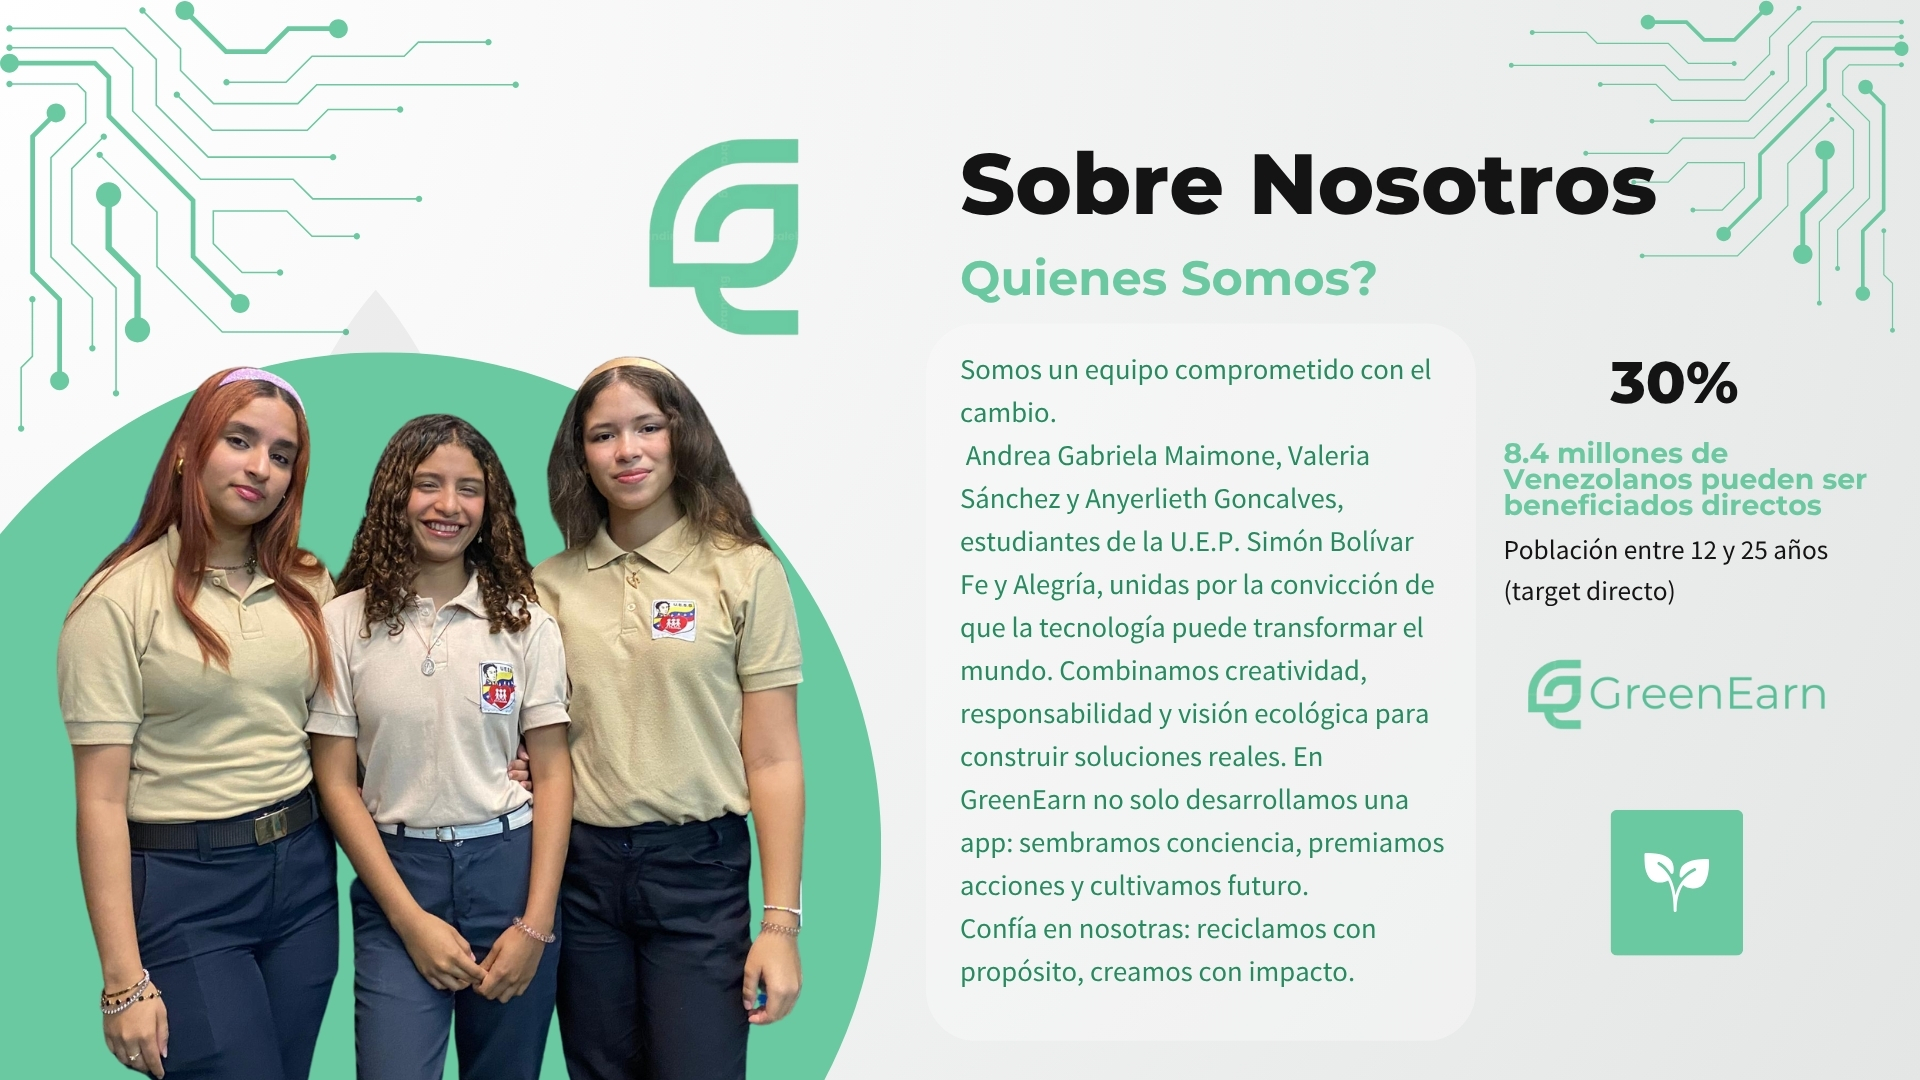 Sobre Nosotros
Quienes Somos?
Somos un equipo comprometido con el
cambio.
Andrea Gabriela Maimone, Valeria
Sánchez y Anyerlieth Goncalves,
estudiantes de la U.E.P. Simón Bolívar
Fe y Alegría, unidas por la convicción de
que la tecnología puede transformar el
mundo. Combinamos creatividad,
responsabilidad y visión ecológica para
construir soluciones reales. En
GreenEarn no solo desarrollamos una
app: sembramos conciencia, premiamos
acciones y cultivamos futuro.
Confía en nosotras: reciclamos con
propósito, creamos con impacto.
30%
8.4 millones de
Venezolanos pueden ser
beneficiados directos
Población entre 12 y 25 años
(target directo)
GreenEarn